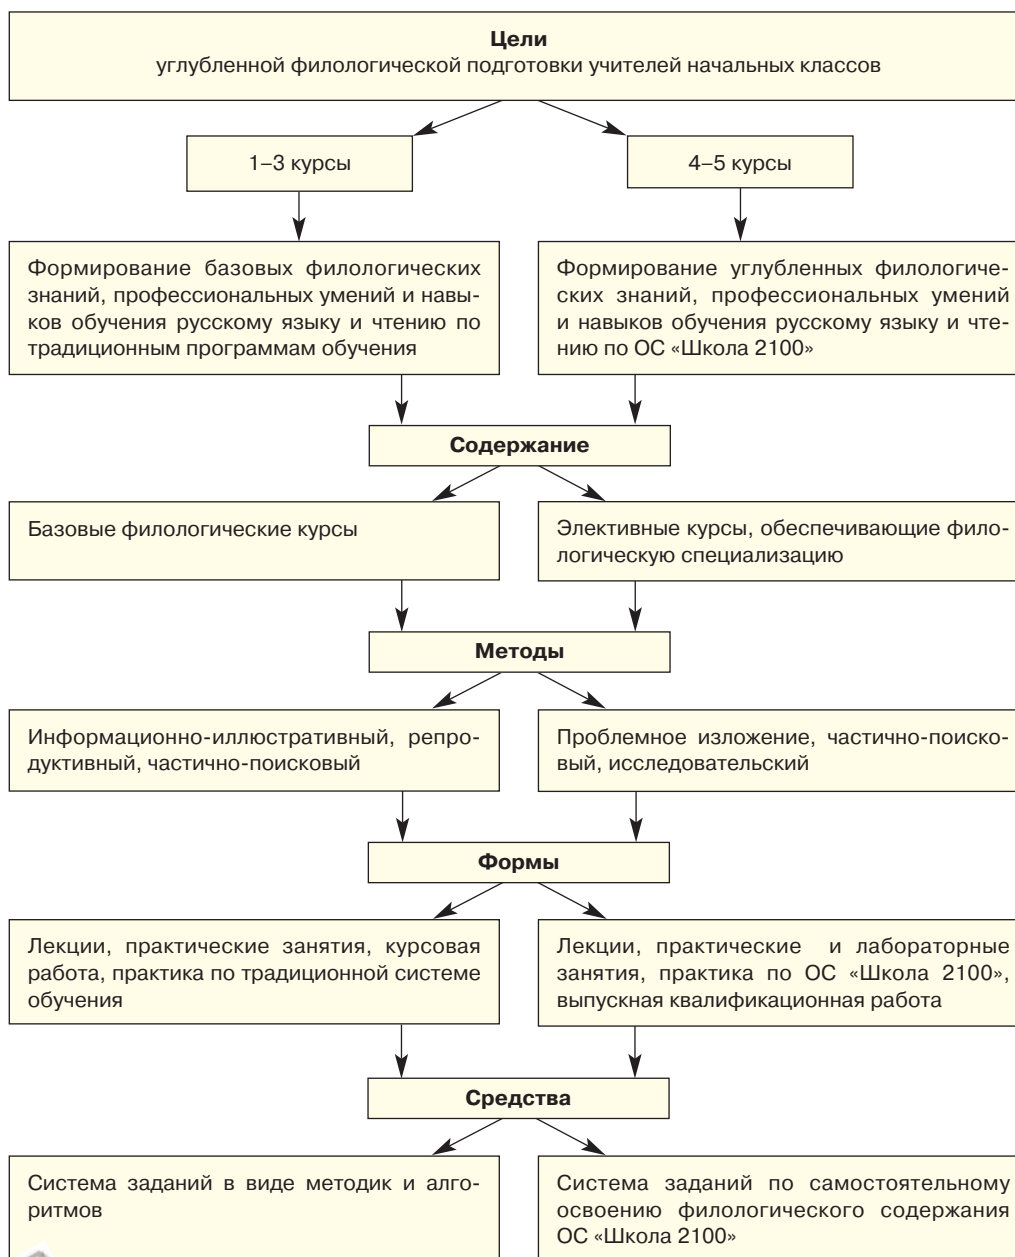 Цели
углубленной филологической подготовки учителей начальных классов
1–3 курсы
4–5 курсы
Формирование базовых филологических
знаний, профессиональных умений и навы-
ков обучения русскому языку и чтению по
традиционным программам обучения
Формирование углубленных филологиче-
ских знаний, профессиональных умений
и навыков обучения русскому языку и чте-
нию по ОС «Школа 2100»
Содержание
Базовые филологические курсы
Элективные курсы, обеспечивающие фило-
логическую специализацию
Методы
Информационно-иллюстративный, репро-
дуктивный, частично-поисковый
Проблемное изложение, частично-поиско-
вый, исследовательский
Формы
Лекции, практические занятия, курсовая
работа, практика по традиционной системе
обучения
Лекции, практические и лабораторные
занятия, практика по ОС «Школа 2100»,
выпускная квалификационная работа
Средства
Система заданий в виде методик и алго-
ритмов
Система заданий по самостоятельному
освоению филологического содержания
ОС «Школа 2100»